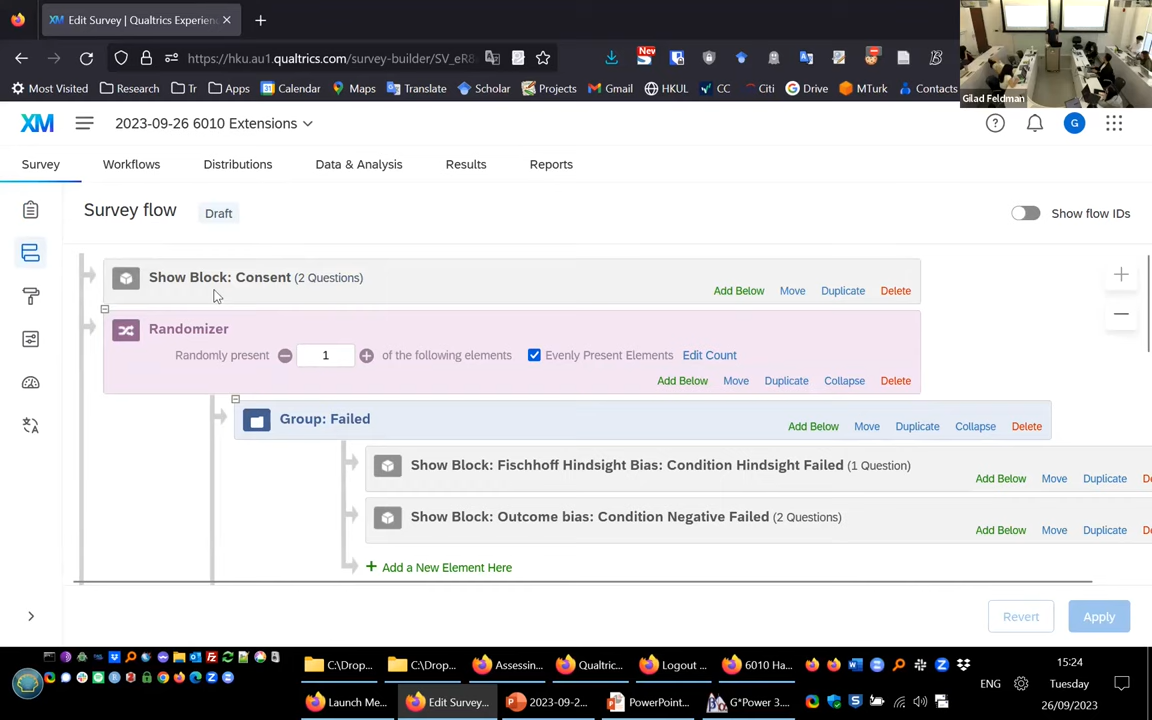 XM Edit Survey | Qualtrics Experien
https://hku.au1.qualtrics.com/survey-builder/SV_eR8
New
Most Visited Research Tr Apps Calendar Maps Translate Scholar Projects Gmail HKUL CC Citi Drive MTurk Contacts
Gilad Feldman
XM 2023-09-26 6010 Extensions G
Survey Workflows Distributions Data & Analysis Results Reports
Survey flow Draft Show flow IDs
Show Block: Consent (2 Questions)
Add Below Move Duplicate Delete
Randomizer
Randomly present 1 of the following elements Evenly Present Elements Edit Count
Add Below Move Duplicate Collapse Delete
Group: Failed
Add Below Move Duplicate Collapse Delete
Show Block: Fischhoff Hindsight Bias: Condition Hindsight Failed (1 Question)
Add Below Move Duplicate De
Show Block: Outcome bias: Condition Negative Failed (2 Questions)
Add Below Move Duplicate De
+ Add a New Element Here
Revert Apply
C:\Drop... C:\Drop... Assessin... Qualtric... Logout ... 6010 Ha...
15:24
ENG Tuesday
Launch Me... Edit Survey... 2023-09-2... PowerPoint... G*Power 3....
26/09/2023